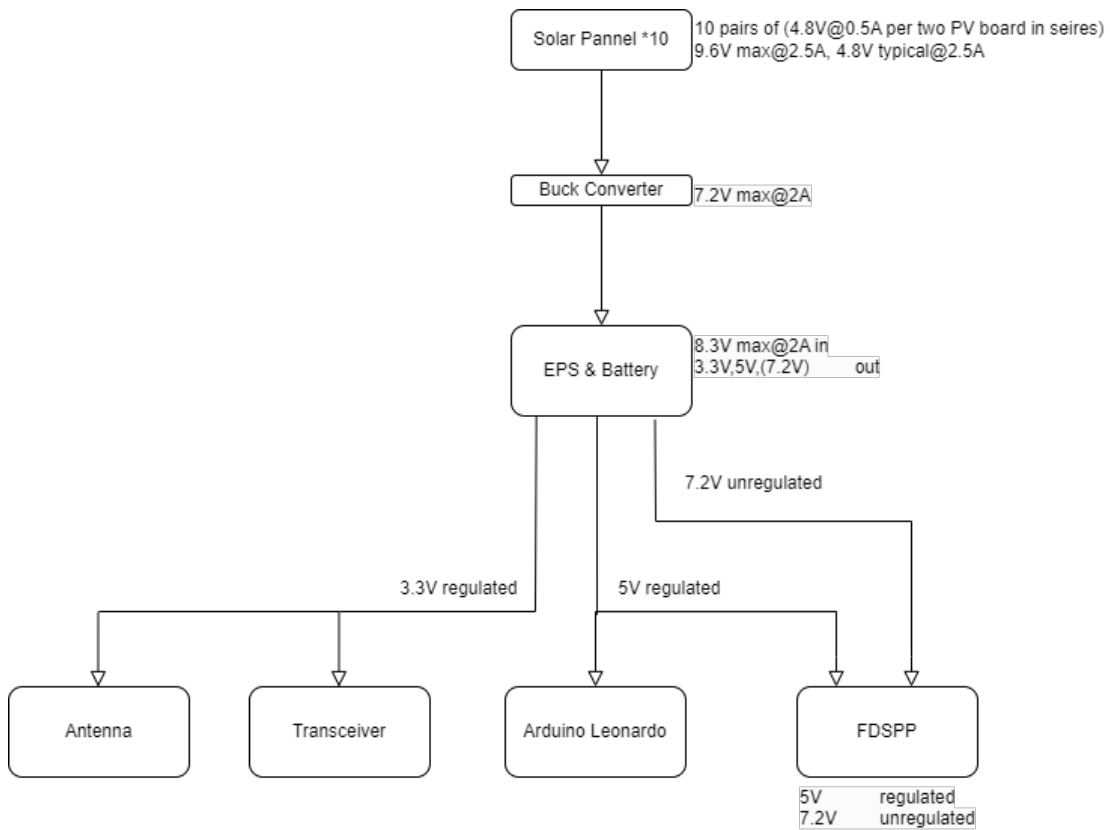 Solar Pannel *10
10 pairs of (4.8V@0.5A per two PV board in seires)
9.6V max@2.5A, 4.8V typical@2.5A
Buck Converter
7.2V max@2A
EPS & Battery
8.3V max@2A in
3.3V,5V,(7.2V) out
7.2V unregulated
3.3V regulated
5V regulated
Antenna
Transceiver
Arduino Leonardo
FDSPP
5V regulated
7.2V unregulated